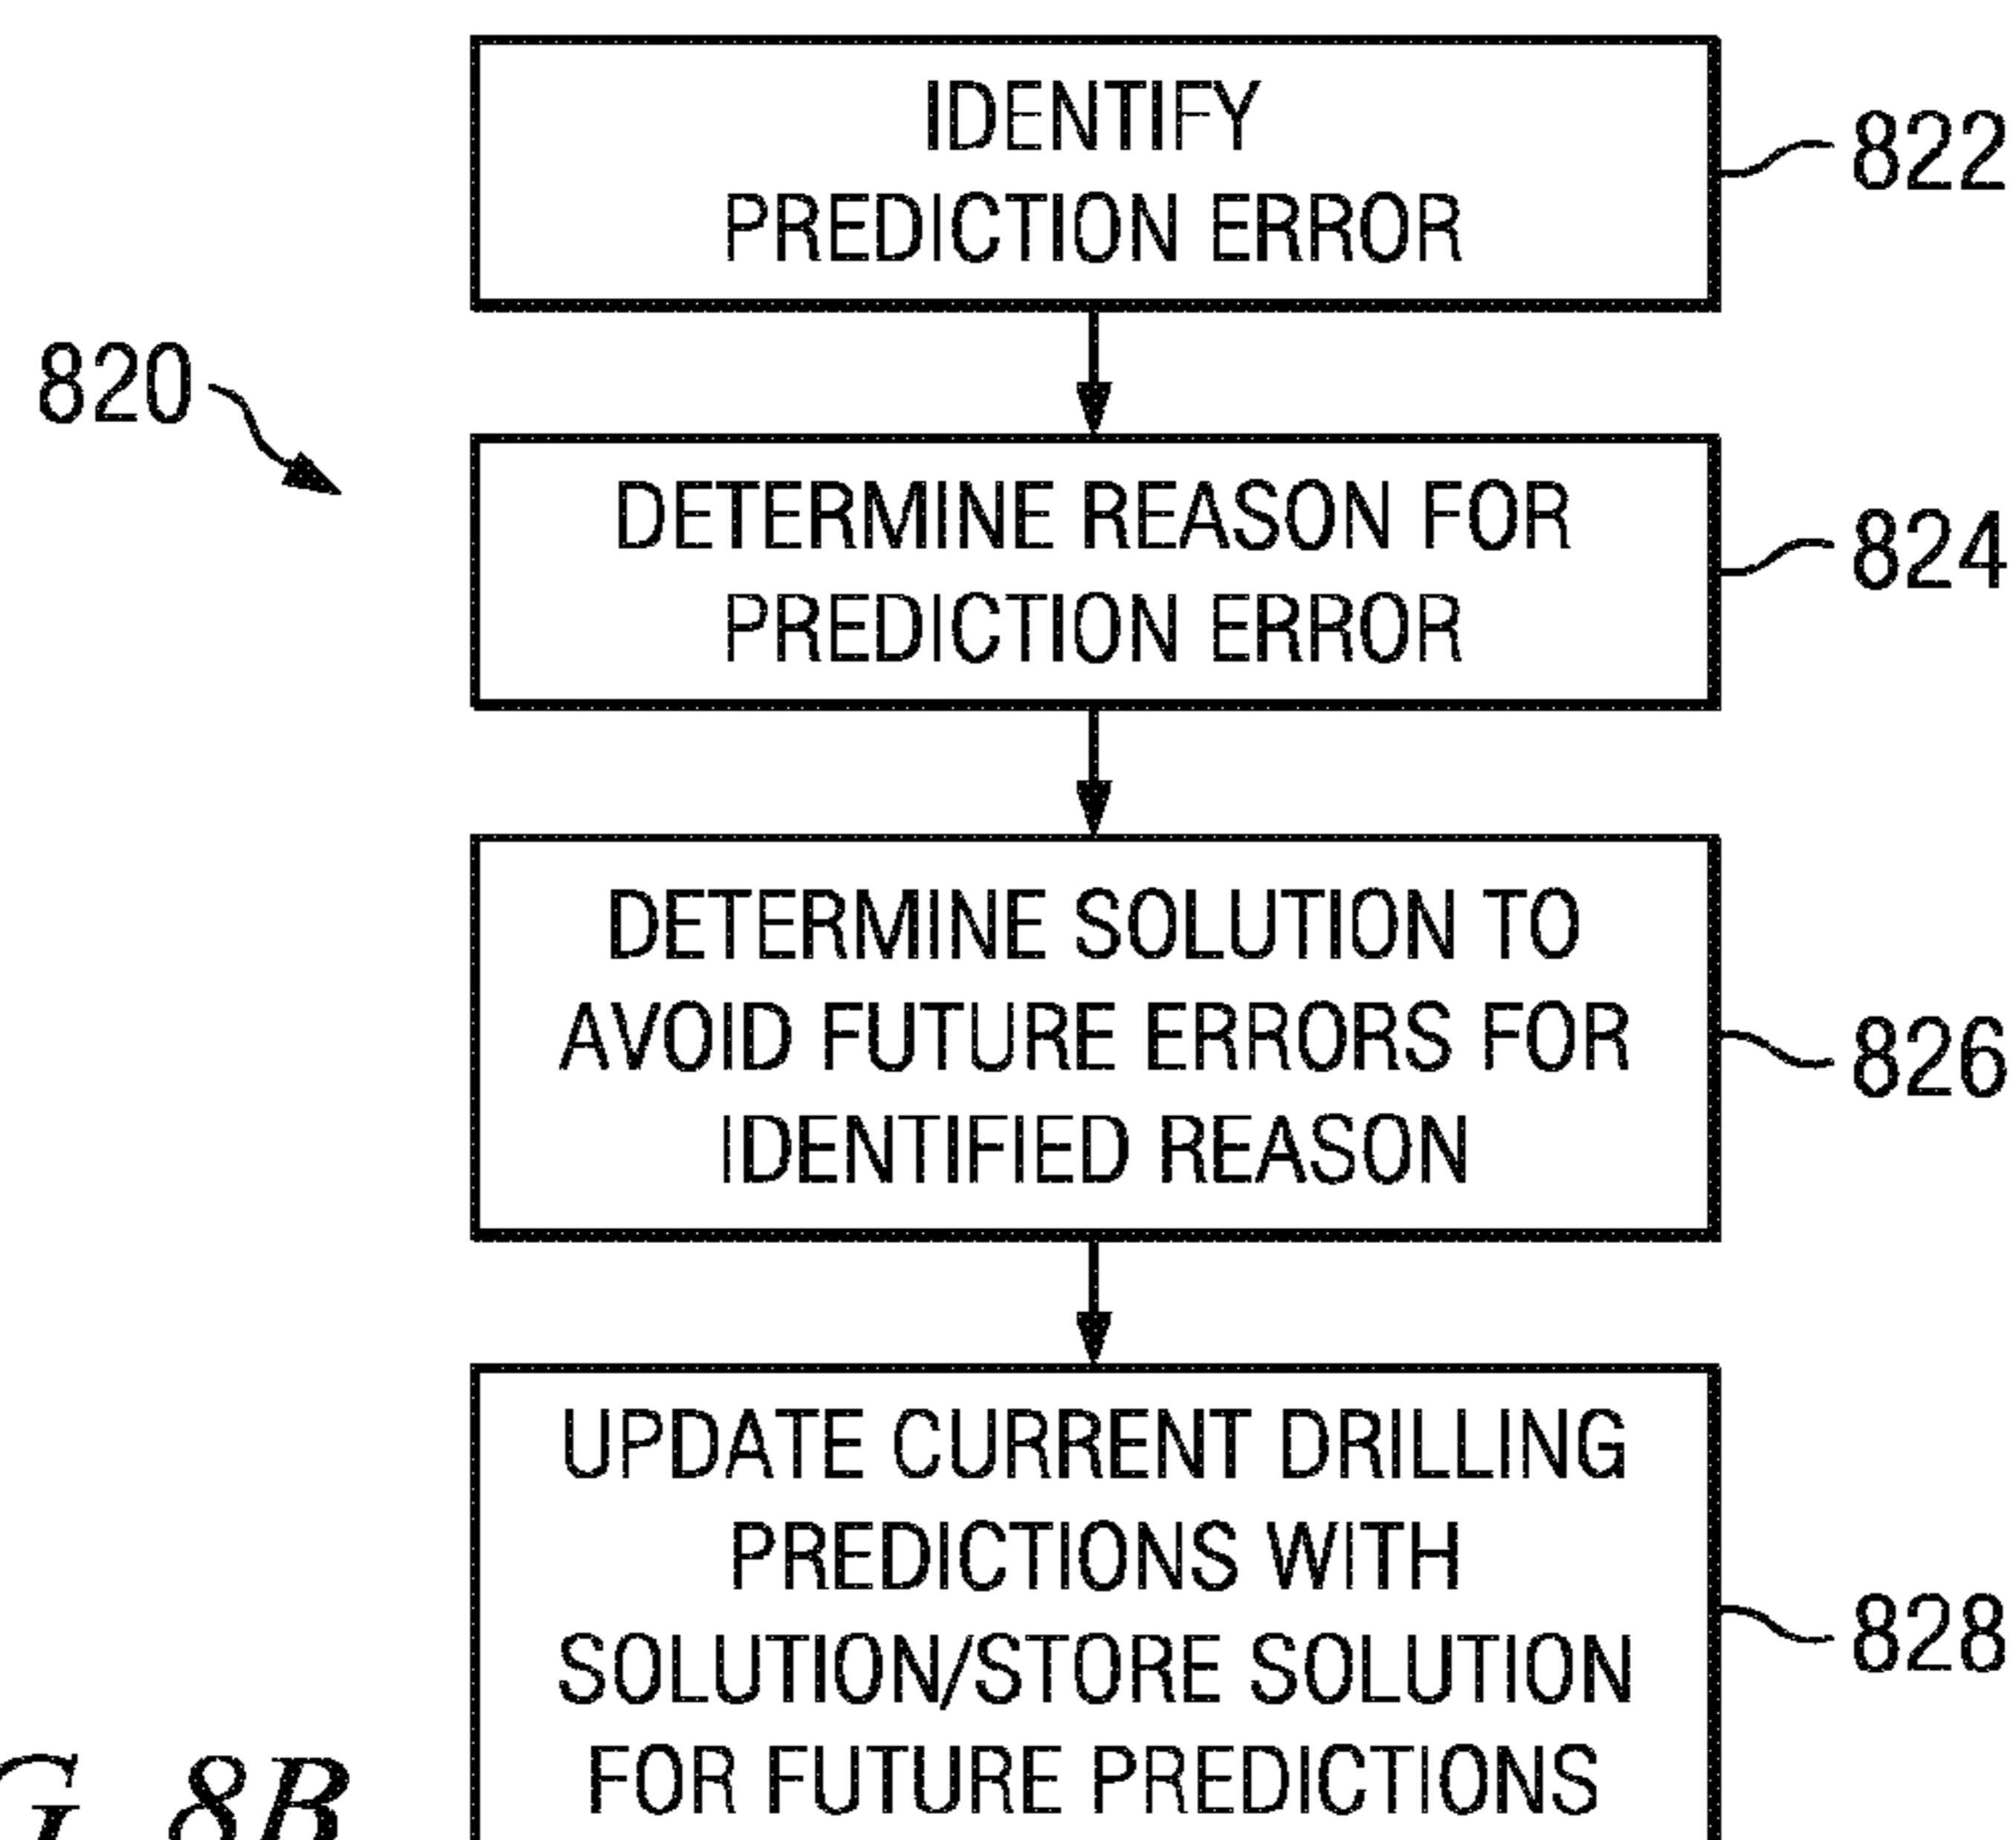 IDENTIFY
PREDICTION ERROR
822
820
DETERMINE REASON FOR
PREDICTION ERROR
824
DETERMINE SOLUTION TO
AVOID FUTURE ERRORS FOR
IDENTIFIED REASON
826
UPDATE CURRENT DRILLING
PREDICTIONS WITH
SOLUTION/STORE SOLUTION
FOR FUTURE PREDICTIONS
828
G 8B